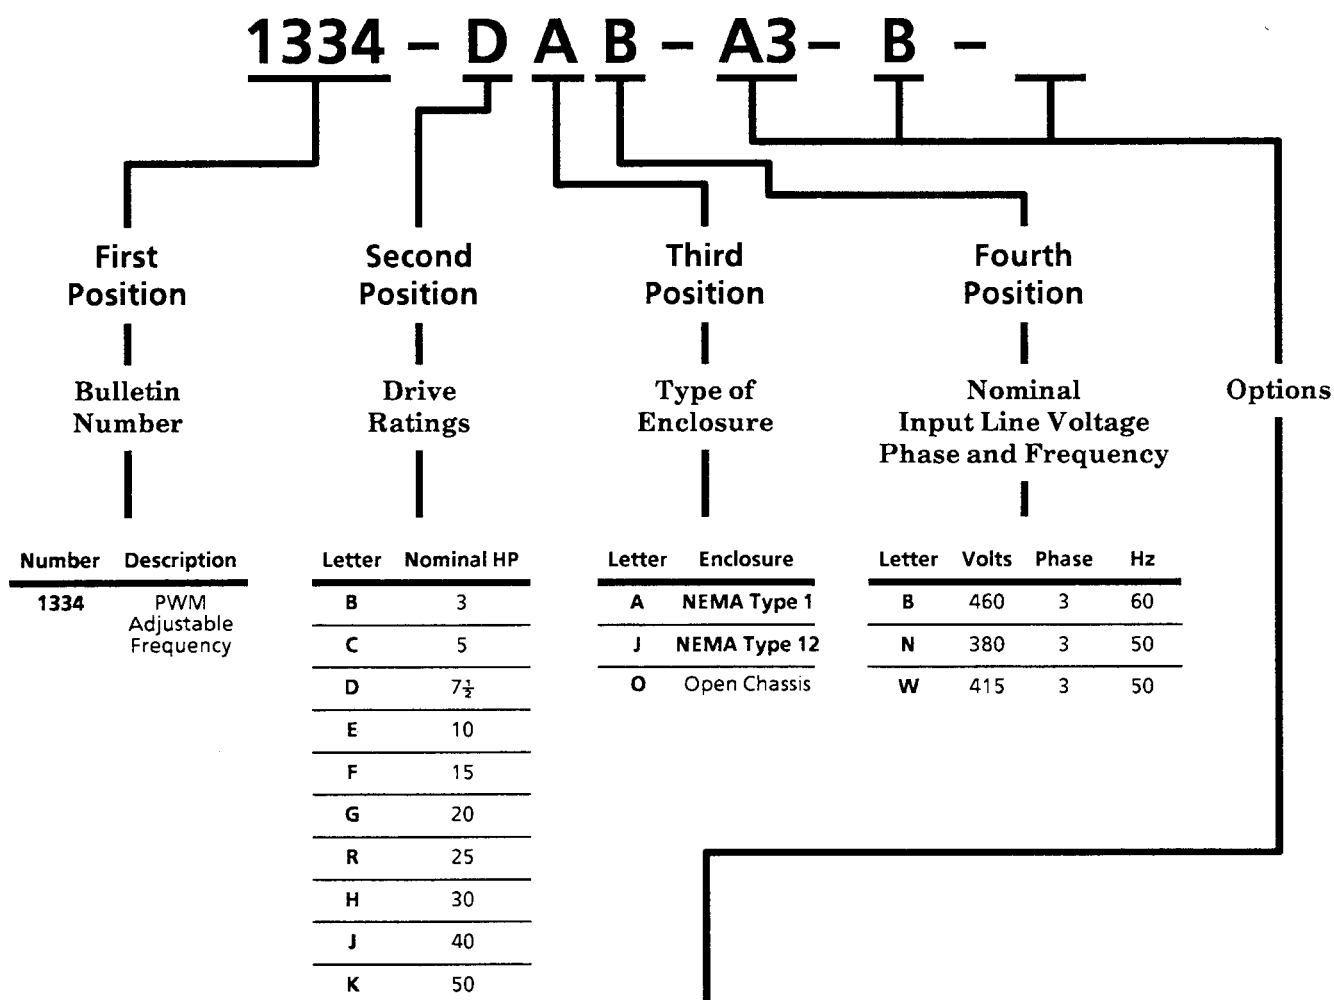 1334 – D A B – A3 – B –
First Position
Bulletin Number
Number Description
1334 PWM Adjustable Frequency
Second Position
Drive Ratings
Letter Nominal HP
B 3
C 5
D 7½
E 10
F 15
G 20
R 25
H 30
J 40
K 50
Third Position
Type of Enclosure
Letter Enclosure
A NEMA Type 1
J NEMA Type 12
O Open Chassis
Fourth Position
Nominal
Input Line Voltage
Phase and Frequency
Letter Volts Phase Hz
B 460 3 60
N 380 3 50
W 415 3 50
Options